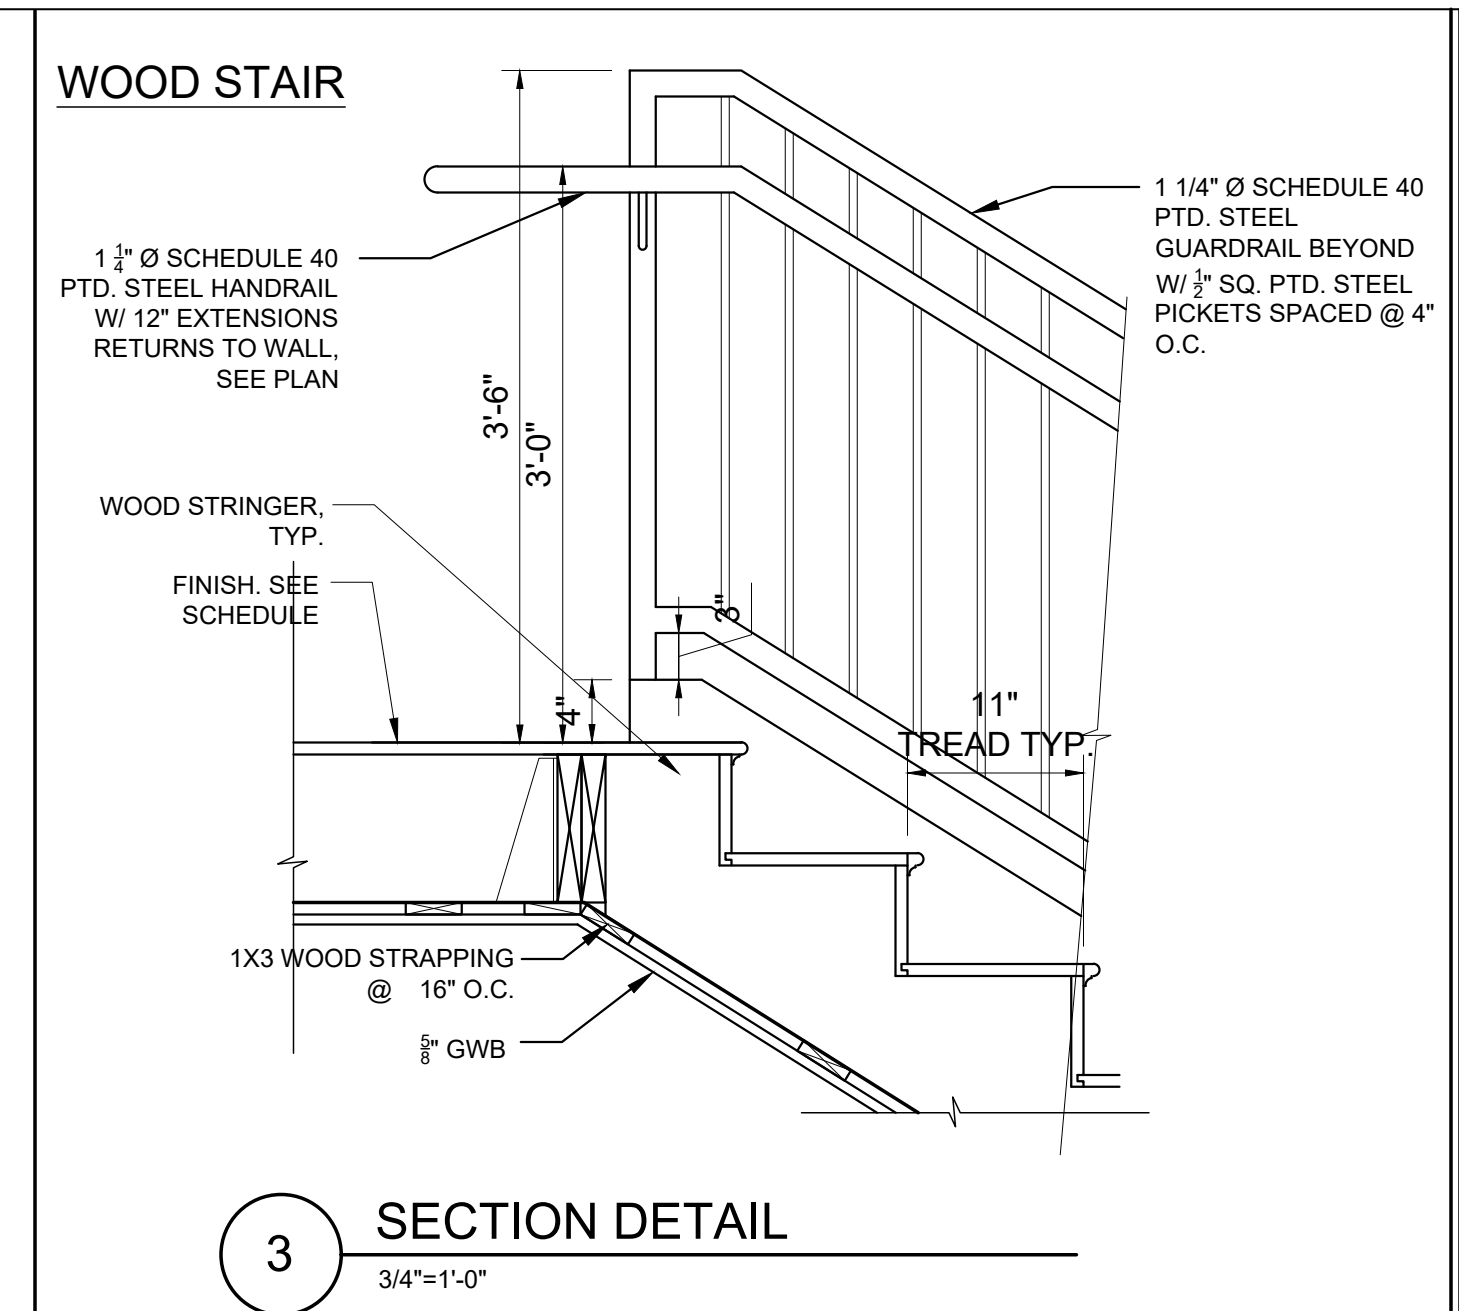 WOOD STAIR
1 1/4" Ø SCHEDULE 40
PTD. STEEL HANDRAIL
W/ 12" EXTENSIONS
RETURNS TO WALL,
SEE PLAN
1 1/4" Ø SCHEDULE 40
PTD. STEEL
GUARDRAIL BEYOND
W/ 1/2" SQ. PTD. STEEL
PICKETS SPACED @ 4"
O.C.
3'-6"
3'-0"
WOOD STRINGER,
TYP.
FINISH. SEE
SCHEDULE
3"
4"
11"
TREAD TYP.
1X3 WOOD STRAPPING
@ 16" O.C.
5/8" GWB
3
SECTION DETAIL
3/4"=1'-0"